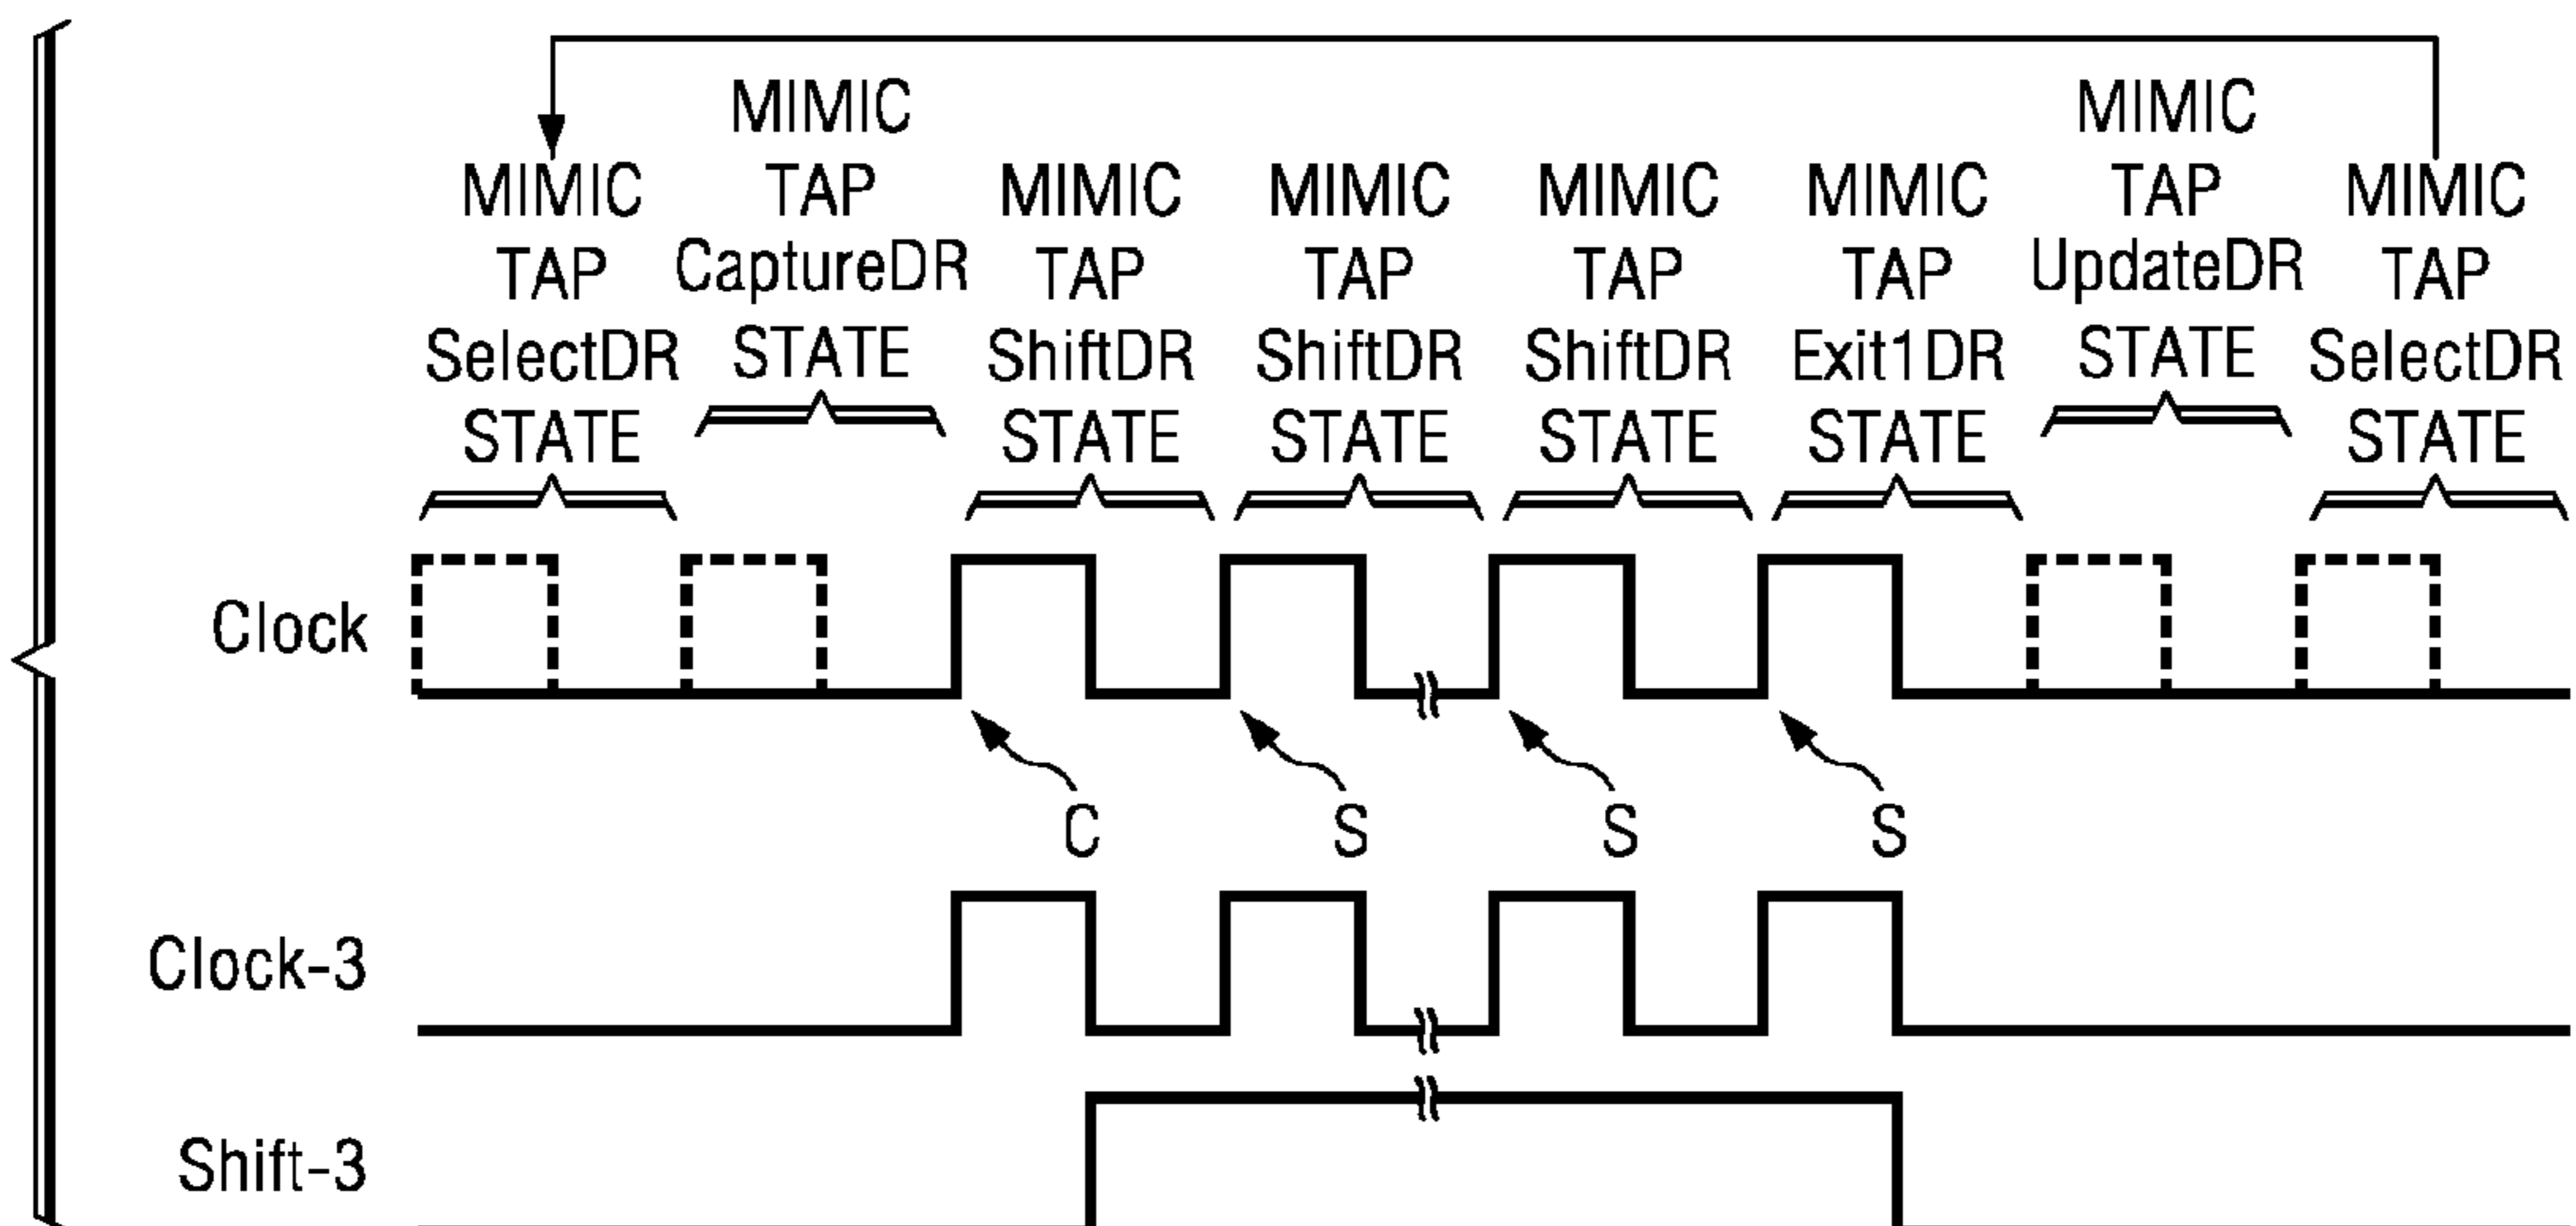 MIMIC
TAP
SelectDR
STATE
MIMIC
TAP
CaptureDR
STATE
MIMIC
TAP
ShiftDR
STATE
MIMIC
TAP
ShiftDR
STATE
MIMIC
TAP
ShiftDR
STATE
MIMIC
TAP
Exit1DR
STATE
MIMIC
TAP
UpdateDR
STATE
MIMIC
TAP
SelectDR
STATE
Clock
C
S
S
S
Clock-3
Shift-3